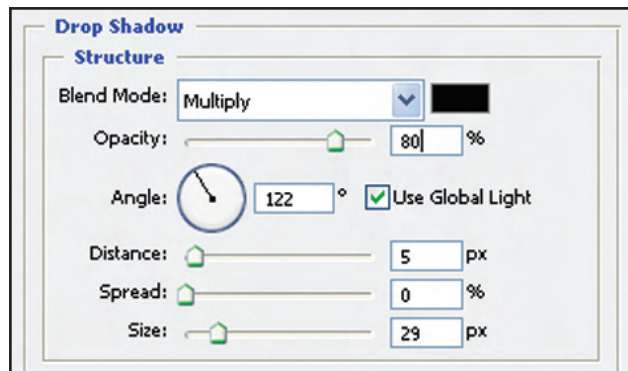 Drop Shadow
Structure
Blend Mode: Multiply
Opacity: 80 %
Angle: 122 ° Use Global Light
Distance: 5 px
Spread: 0 %
Size: 29 px